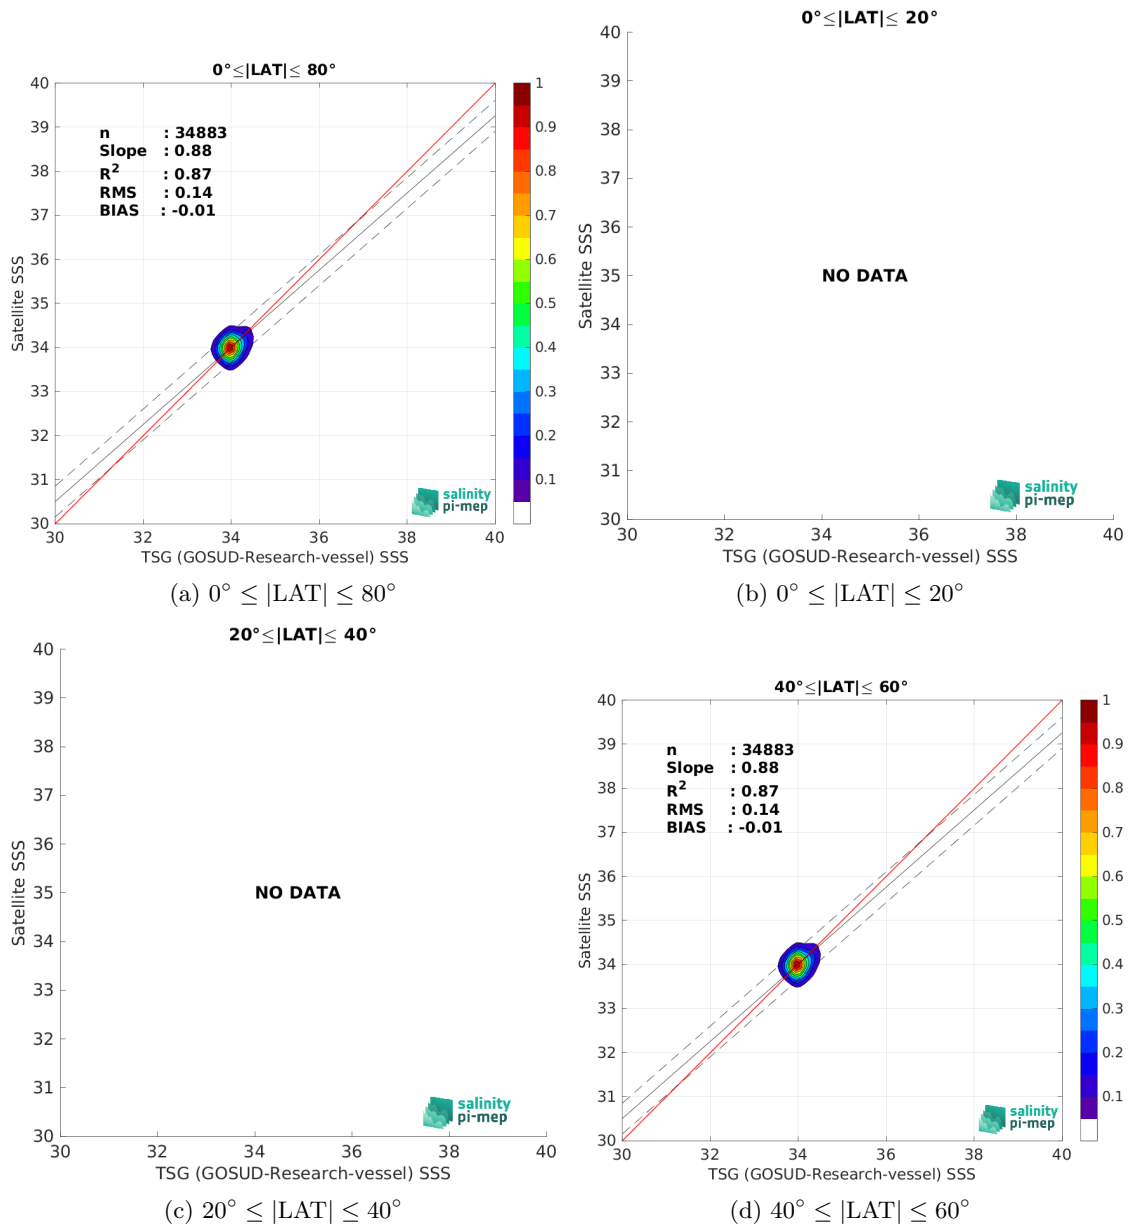 0°≤|LAT|≤ 80°
40
39
38
37
36
35
34
33
32
31
30
Satellite SSS
n : 34883
Slope : 0.88
R² : 0.87
RMS : 0.14
BIAS : -0.01
salinity
pi-mep
30 32 34 36 38 40
TSG (GOSUD-Research-vessel) SSS
1
0.9
0.8
0.7
0.6
0.5
0.4
0.3
0.2
0.1
(a) 0° ≤ |LAT| ≤ 80°
0°≤|LAT|≤ 20°
40
39
38
37
36
35
34
33
32
31
30
Satellite SSS
NO DATA
salinity
pi-mep
30 32 34 36 38 40
TSG (GOSUD-Research-vessel) SSS
(b) 0° ≤ |LAT| ≤ 20°
20°≤|LAT|≤ 40°
40
39
38
37
36
35
34
33
32
31
30
Satellite SSS
NO DATA
salinity
pi-mep
30 32 34 36 38 40
TSG (GOSUD-Research-vessel) SSS
(c) 20° ≤ |LAT| ≤ 40°
40°≤|LAT|≤ 60°
40
39
38
37
36
35
34
33
32
31
30
Satellite SSS
n : 34883
Slope : 0.88
R² : 0.87
RMS : 0.14
BIAS : -0.01
salinity
pi-mep
30 32 34 36 38 40
TSG (GOSUD-Research-vessel) SSS
1
0.9
0.8
0.7
0.6
0.5
0.4
0.3
0.2
0.1
(d) 40° ≤ |LAT| ≤ 60°